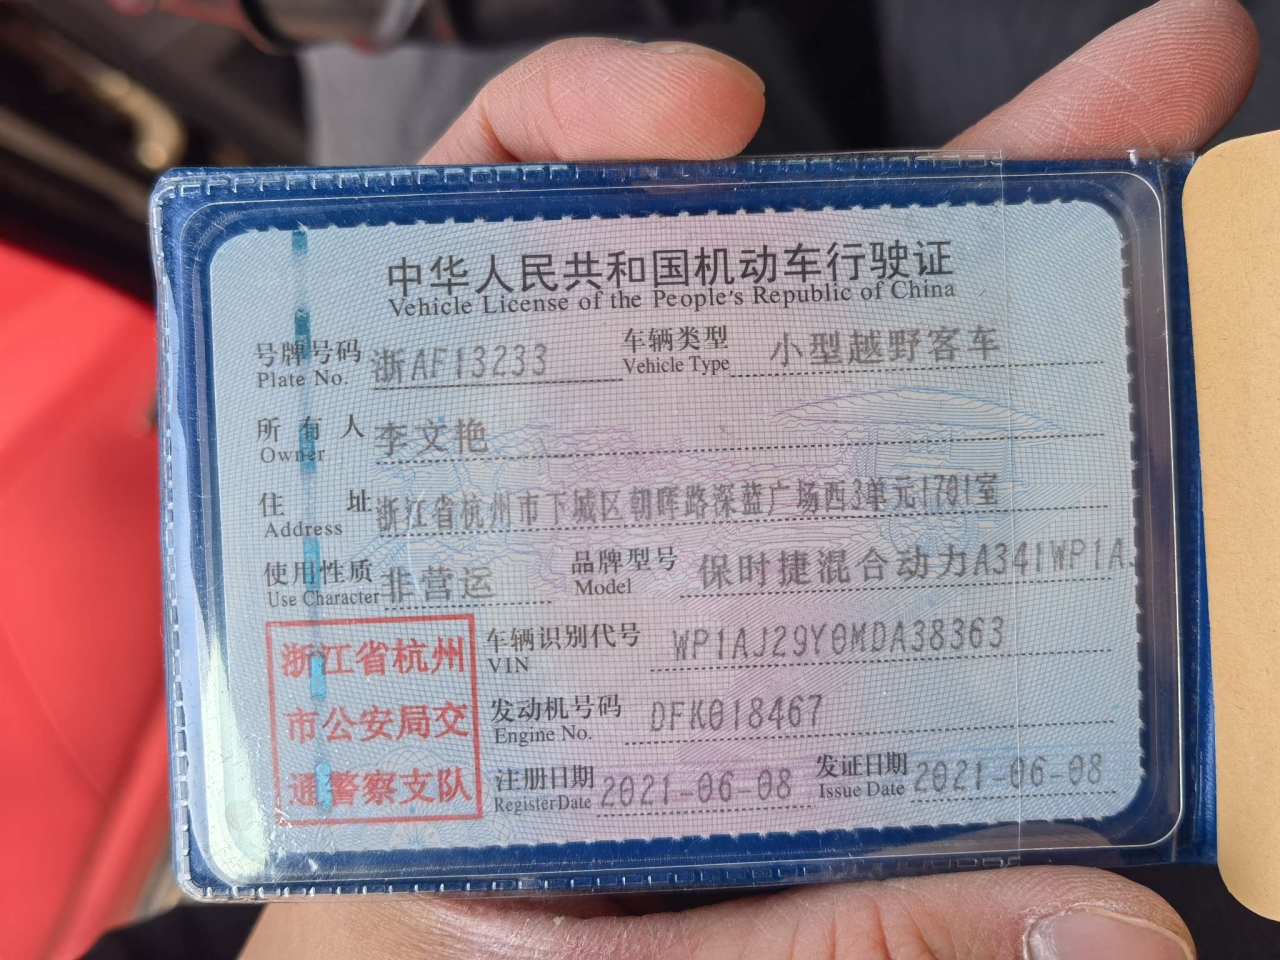 中华人民共和国机动车行驶证
Vehicle License of the People's Republic of China
号牌号码 浙AF13233 车辆类型 小型越野客车
Plate No. Vehicle Type
所有人 李文艳
Owner
住址 浙江省杭州市下城区朝晖路深蓝广场西3单元1701室
Address
使用性质 非营运 品牌型号 保时捷混合动力A341WP1A
Use Character Model
浙江省杭州 车辆识别代号 WP1AJ29Y0MDA38363
VIN
市公安局交 发动机号码 DFK018467
Engine No.
通警察支队 注册日期 2021-06-08 发证日期 2021-06-08
Register Date Issue Date